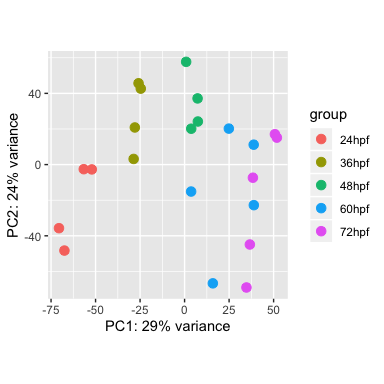 PC2: 24% variance
40
0
-40
-75
-50
-25
0
25
50
PC1: 29% variance
group
24hpf
36hpf
48hpf
60hpf
72hpf